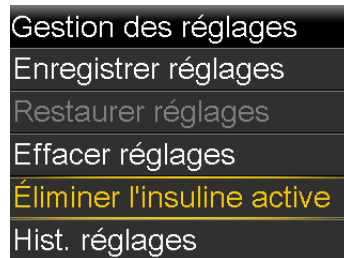 Gestion des réglages
Enregistrer réglages
Restaurer réglages
Effacer réglages
Éliminer l'insuline active
Hist. réglages